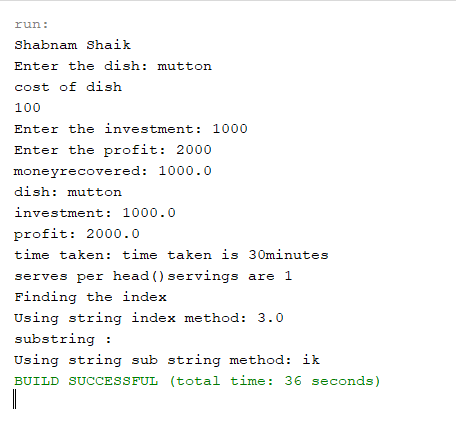 run:
Shabnam Shaik
Enter the dish: mutton
cost of dish
100
Enter the investment: 1000
Enter the profit: 2000
moneyrecovered: 1000.0
dish: mutton
investment: 1000.0
profit: 2000.0
time taken: time taken is 30minutes
serves per head()servings are 1
Finding the index
Using string index method: 3.0
substring :
Using string sub string method: ik
BUILD SUCCESSFUL (total time: 36 seconds)